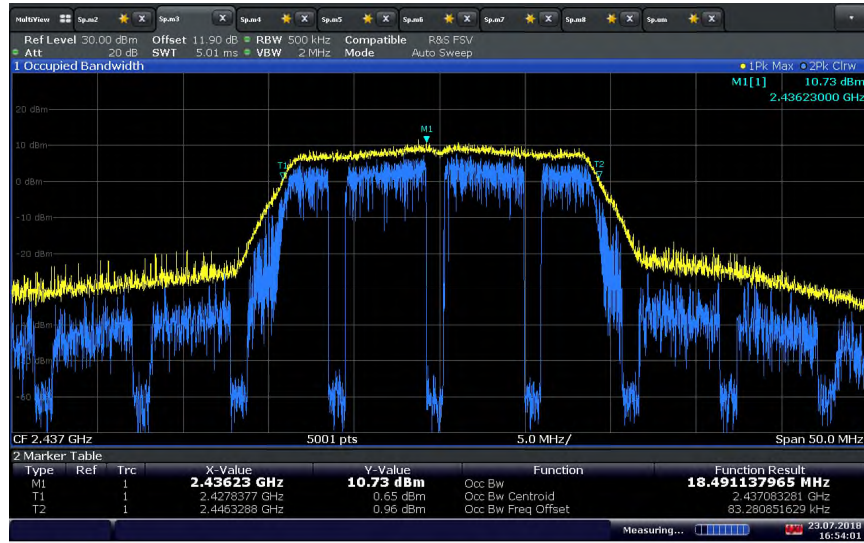 MultiView Sp.m2 X Sp.m3 X Sp.m4 X Sp.m5 X Sp.m6 X Sp.m7 X Sp.m8 X Sp.um X
Ref Level 30.00 dBm Offset 11.90 dB RBW 500 kHz Compatible R&S FSV
Att 20 dB SWT 5.01 ms VBW 2 MHz Mode Auto Sweep
1 Occupied Bandwidth 1Pk Max 2Pk Clrw
M1[1] 10.73 dBm
2.43623000 GHz
20 dBm
M1
10 dBm
T1 T2
0 dBm
-10 dBm
-20 dBm
dBm
dBm
-60
CF 2.437 GHz 5001 pts 5.0 MHz/ Span 50.0 MHz
2 Marker Table
Type Ref Trc X-Value Y-Value Function Function Result
M1 1 2.43623 GHz 10.73 dBm Occ Bw 18.491137965 MHz
T1 1 2.4278377 GHz 0.65 dBm Occ Bw Centroid 2.437083281 GHz
T2 1 2.4463288 GHz 0.96 dBm Occ Bw Freq Offset 83.280851629 kHz
Measuring... 23.07.2018
16:54:01